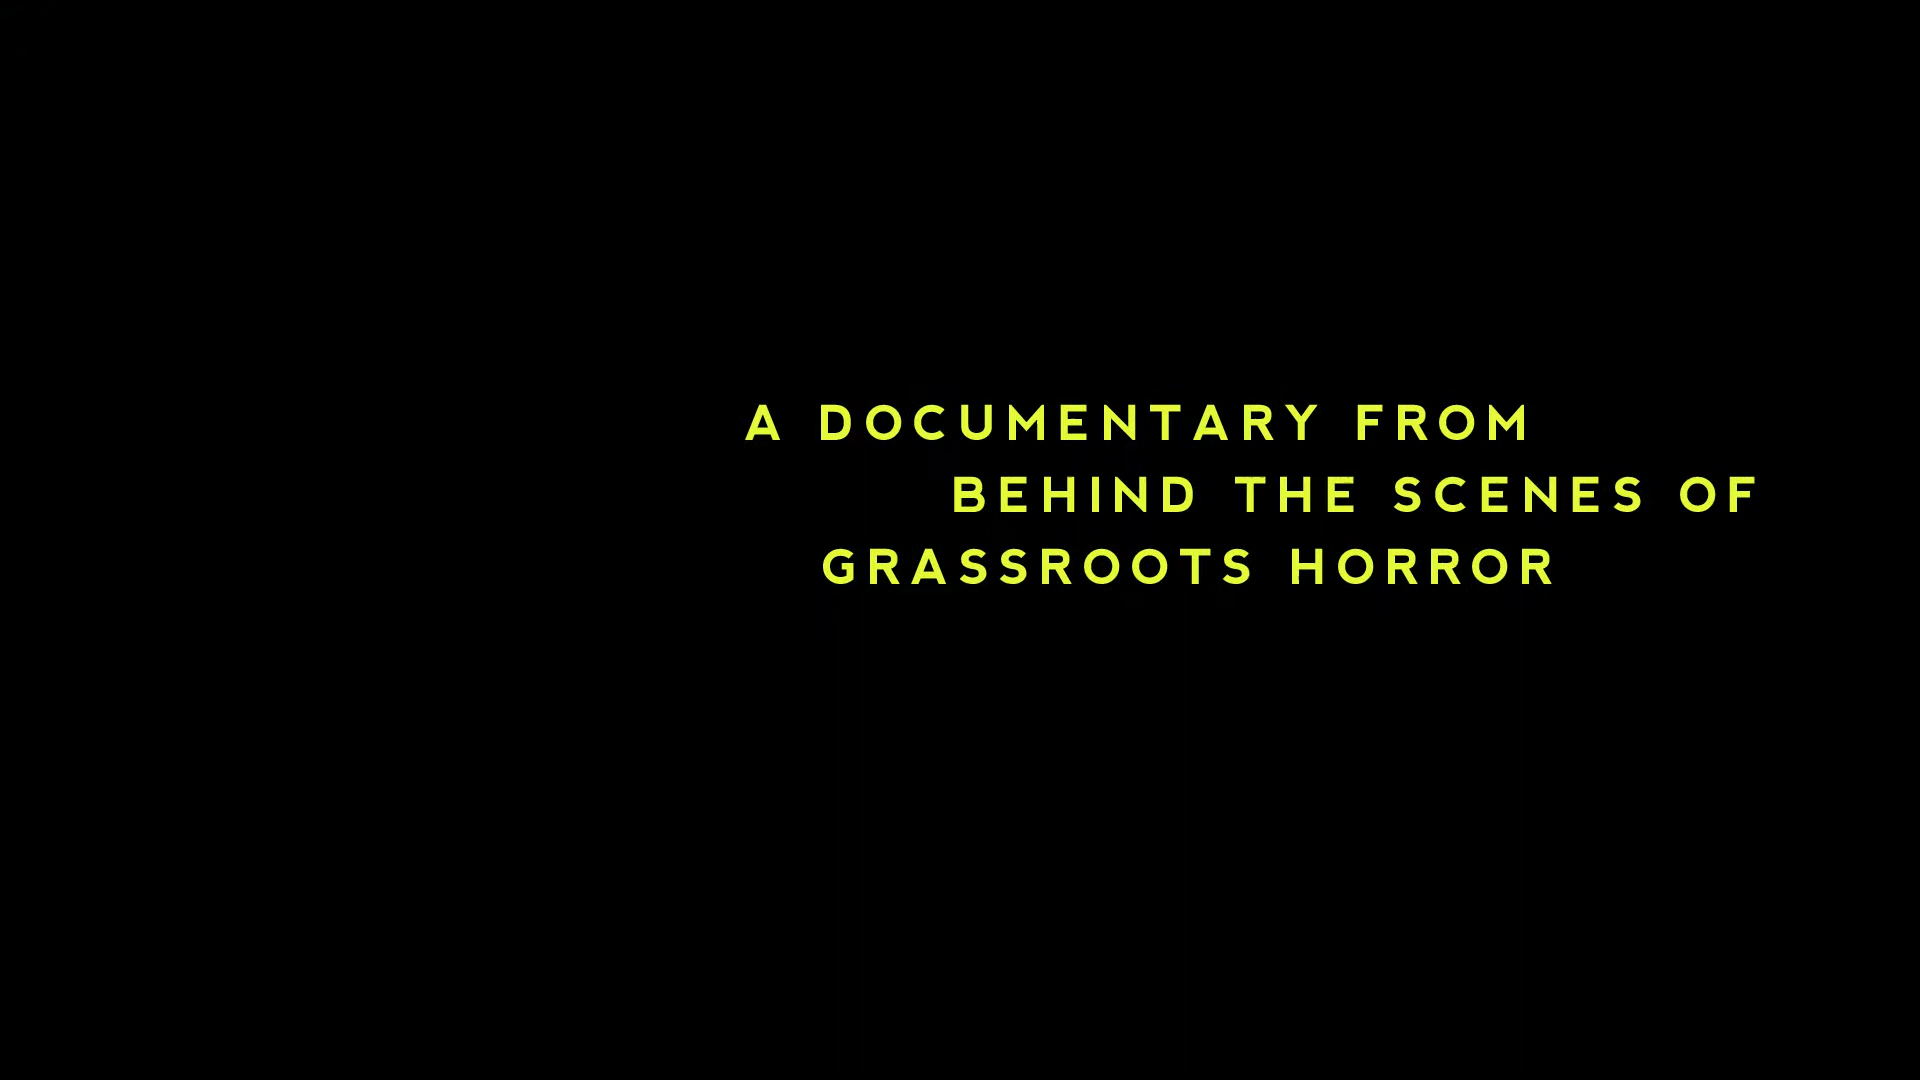 A DOCUMENTARY FROM
BEHIND THE SCENES OF
GRASSROOTS HORROR